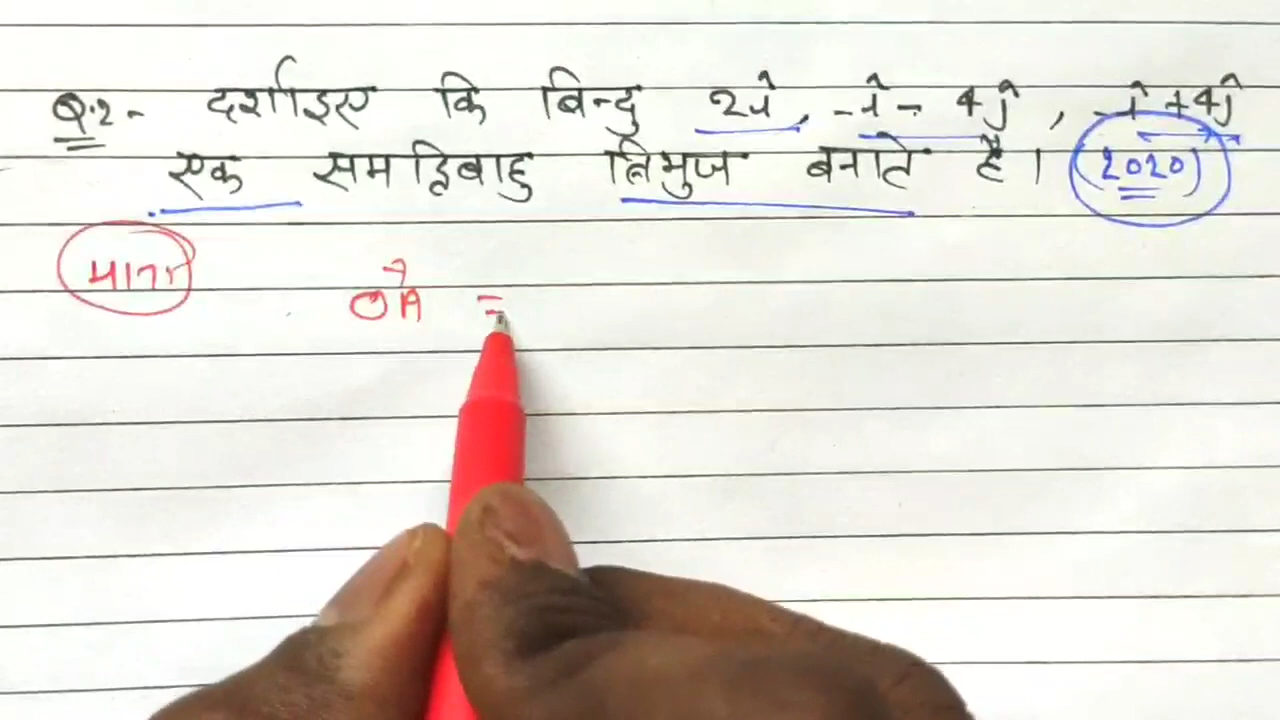 Q.2- दर्शाइए कि बिन्दु 2î , -î - 4ĵ , -î + 4ĵ
एक समद्विबाहु त्रिभुज बनाते है। (2020)
माना OA⃗ =